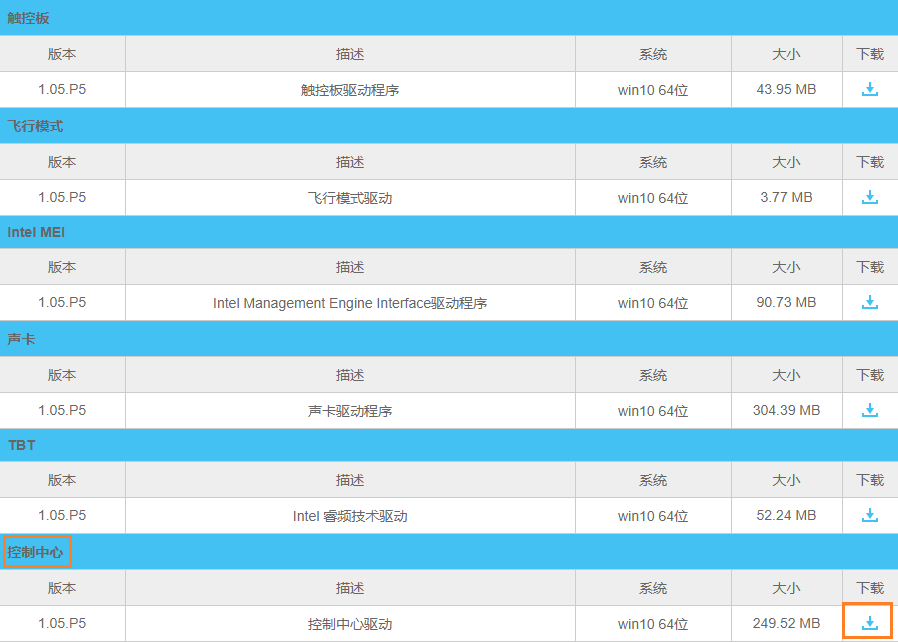 触控板
版本 描述 系统 大小 下载
1.05.P5 触控板驱动程序 win10 64位 43.95 MB
飞行模式
版本 描述 系统 大小 下载
1.05.P5 飞行模式驱动 win10 64位 3.77 MB
Intel MEI
版本 描述 系统 大小 下载
1.05.P5 Intel Management Engine Interface驱动程序 win10 64位 90.73 MB
声卡
版本 描述 系统 大小 下载
1.05.P5 声卡驱动程序 win10 64位 304.39 MB
TBT
版本 描述 系统 大小 下载
1.05.P5 Intel 睿频技术驱动 win10 64位 52.24 MB
控制中心
版本 描述 系统 大小 下载
1.05.P5 控制中心驱动 win10 64位 249.52 MB